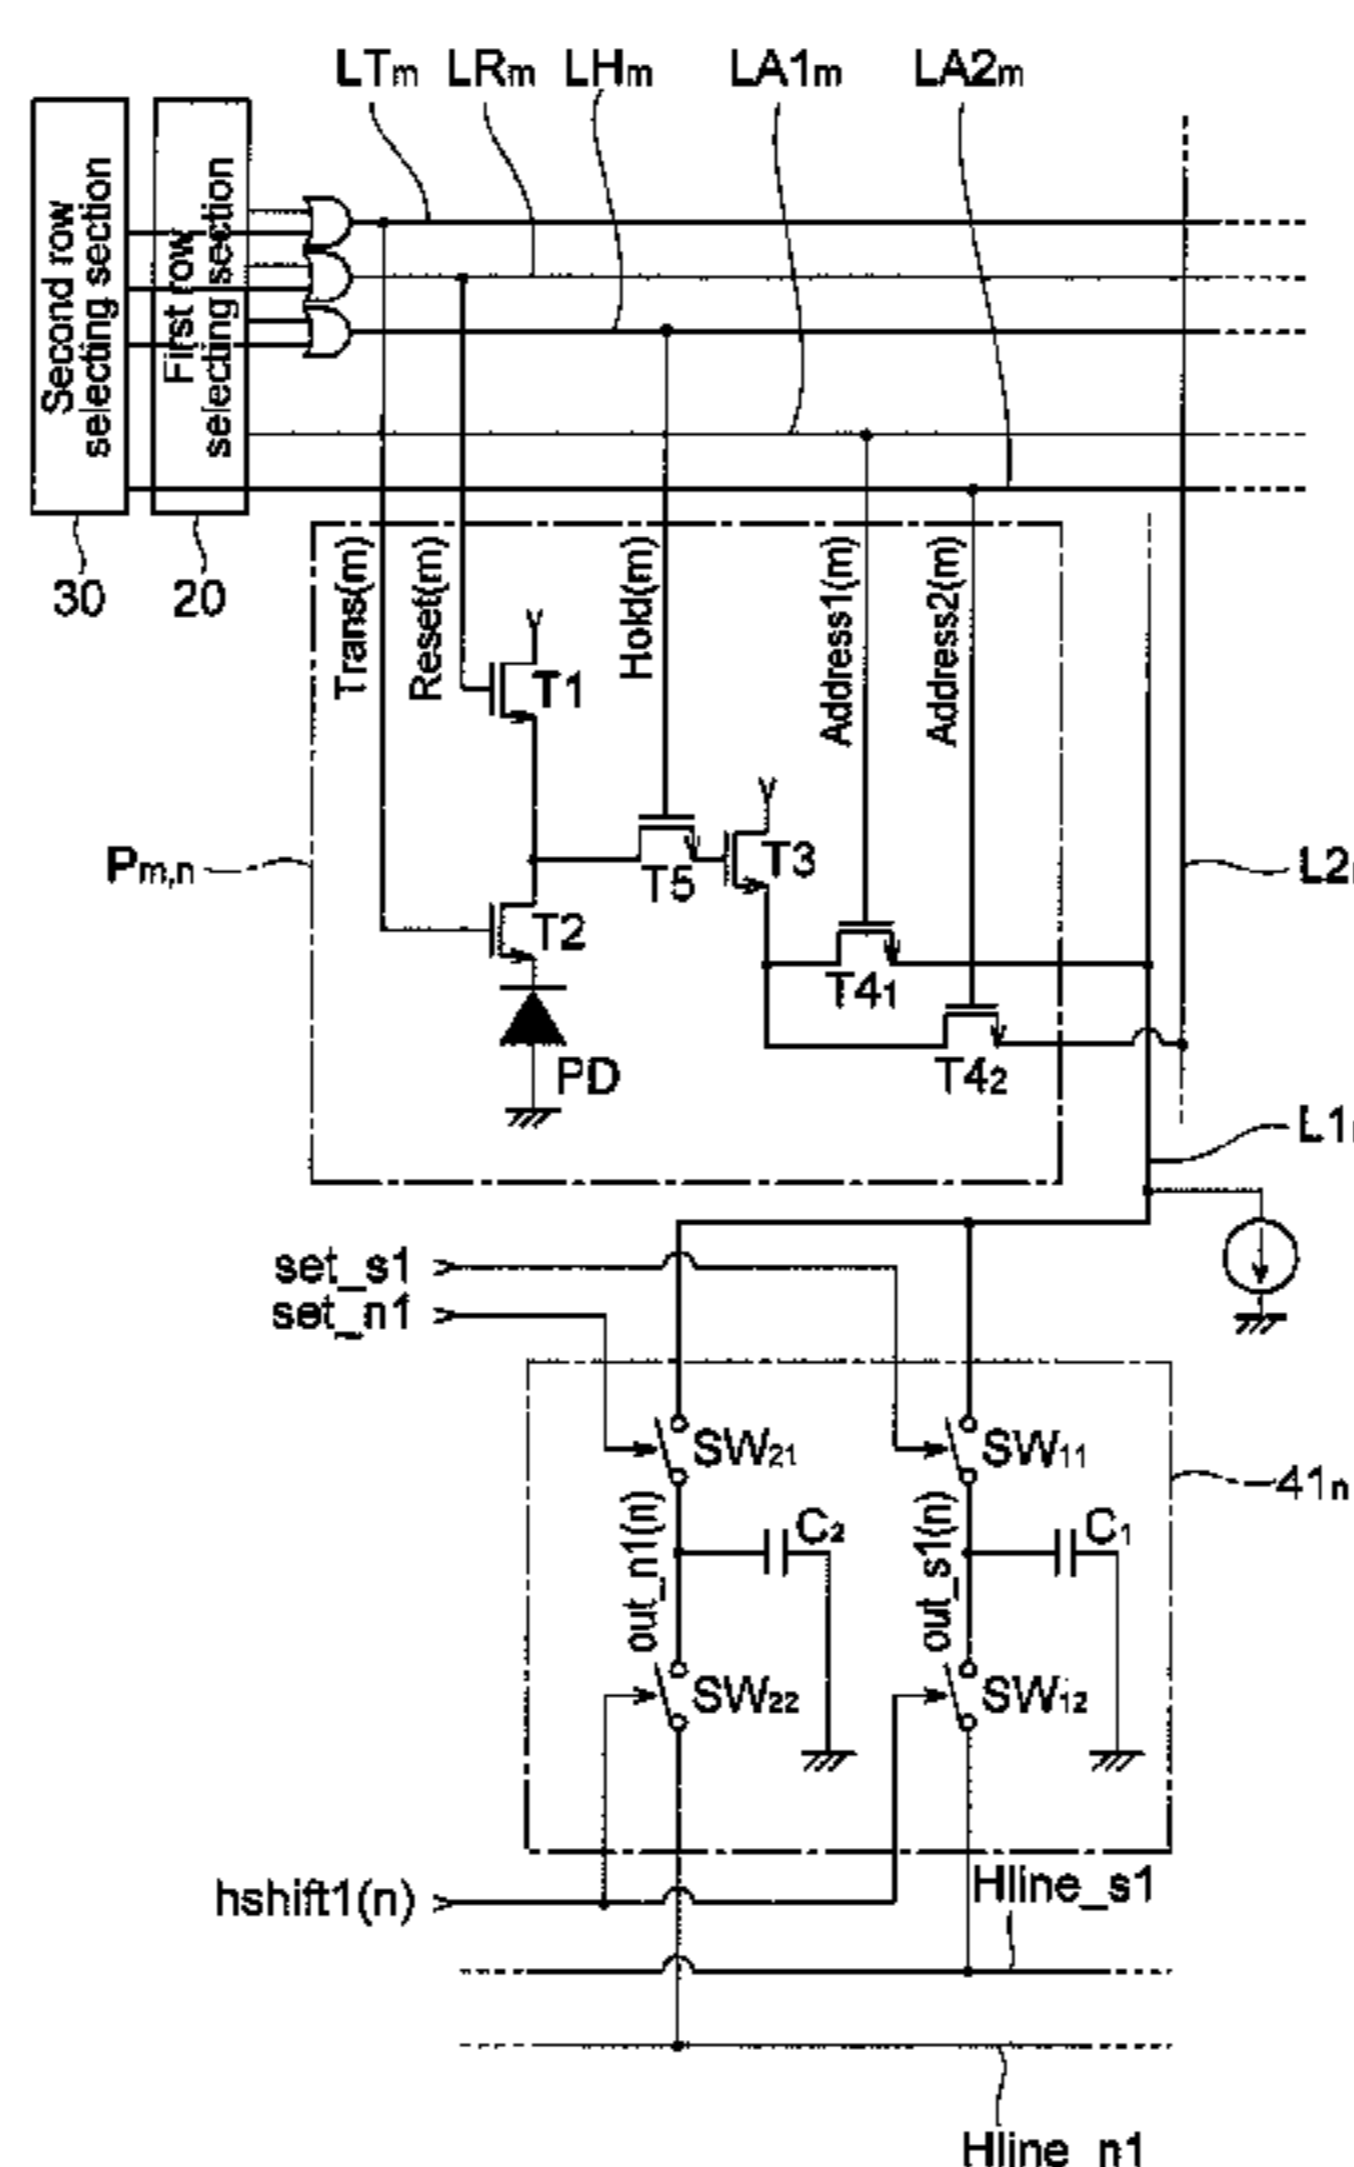 LTm LRm LHm LA1m LA2m
Second row
selecting section
First row
selecting section
30 20
Trans(m)
Reset(m)
Hold(m)
Address1(m)
Address2(m)
T1
Pm,n
T5
T3
L2
T2
T41
PD
T42
L1
set_s1
set_n1
SW21
SW11
41n
out_n1(n)
C2
out_s1(n)
C1
SW22
SW12
hshift1(n)
Hline_s1
Hline_n1